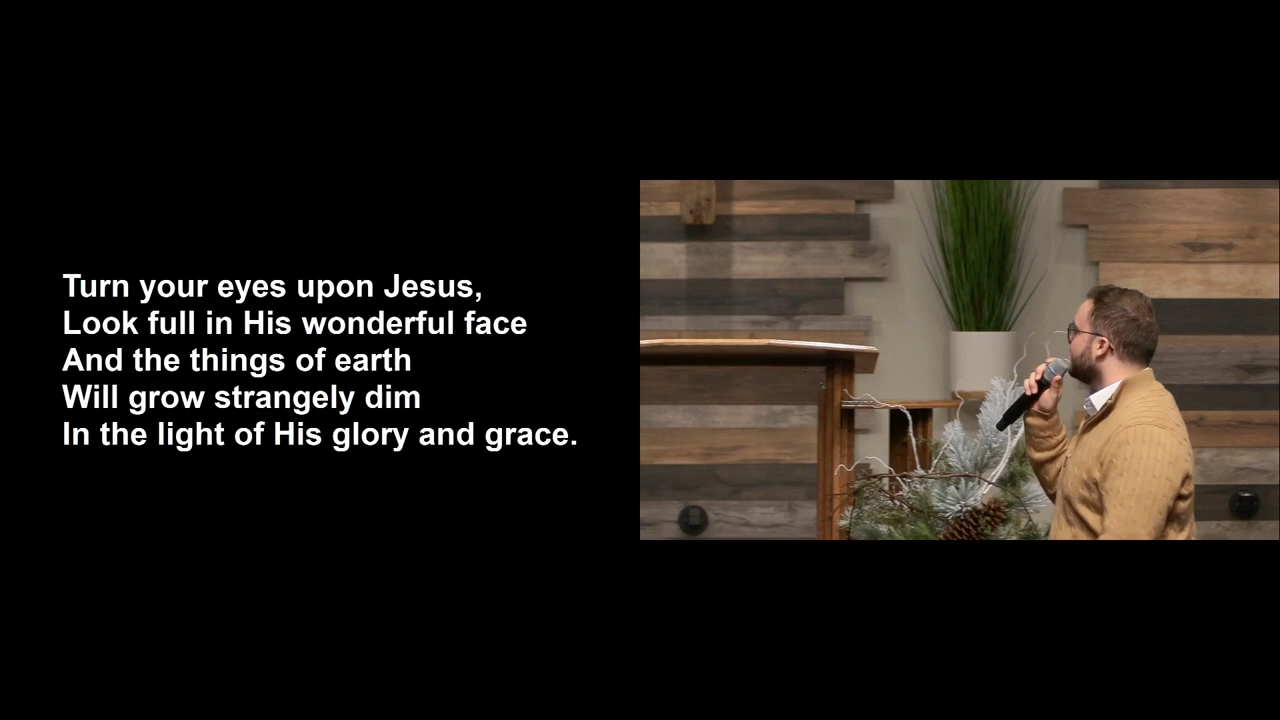 Turn your eyes upon Jesus,
Look full in His wonderful face
And the things of earth
Will grow strangely dim
In the light of His glory and grace.